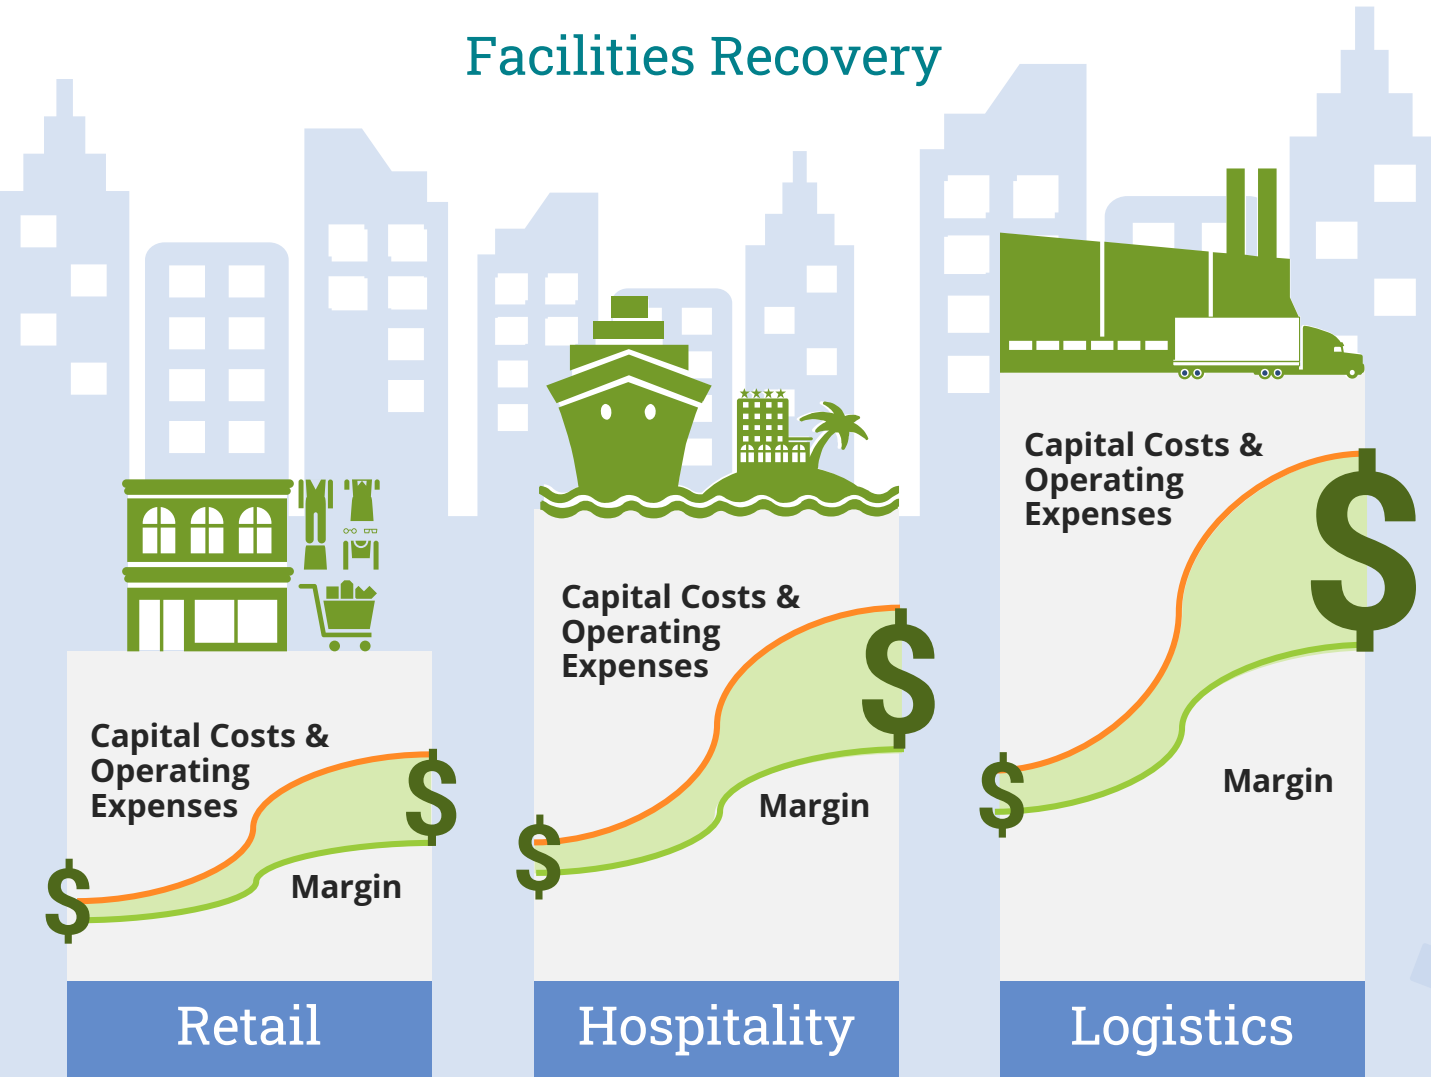 Facilities Recovery
Capital Costs &
Operating
Expenses
Margin
Retail
Capital Costs &
Operating
Expenses
Margin
Hospitality
Capital Costs &
Operating
Expenses
Margin
Logistics